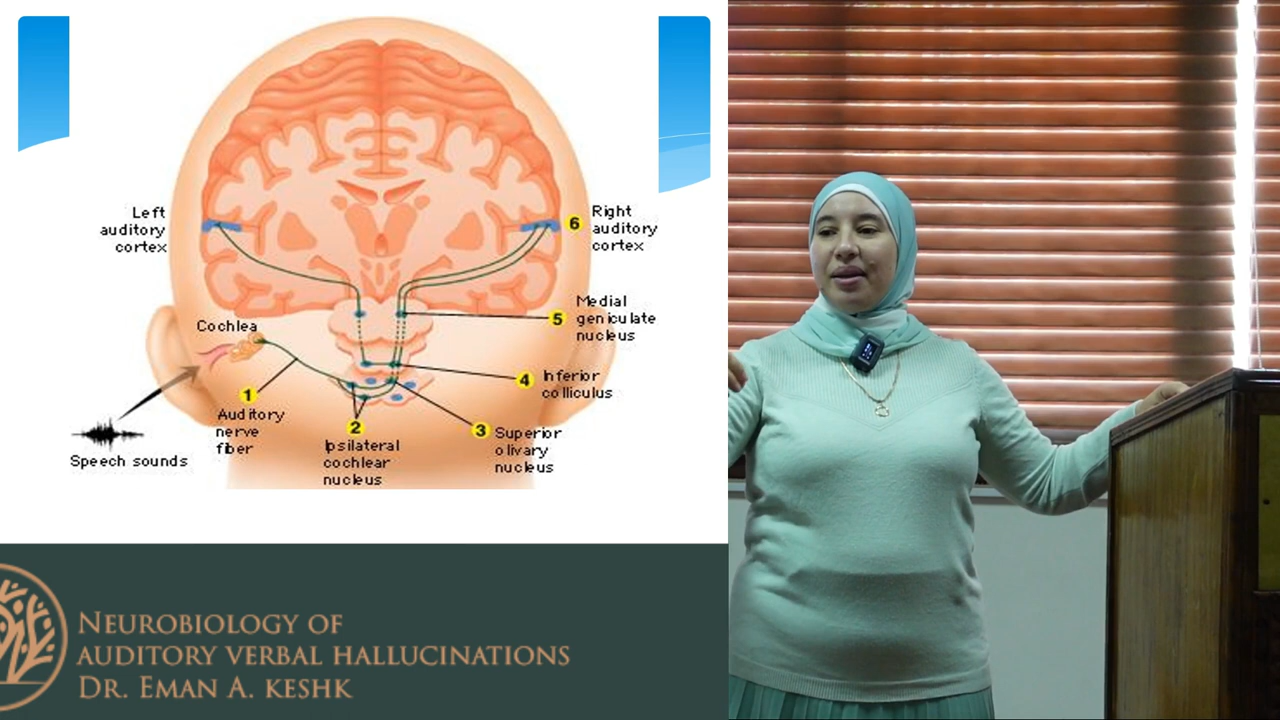 Left
auditory
cortex
6
Right
auditory
cortex
Cochlea
5
Medial
geniculate
nucleus
4
Inferior
colliculus
1
Auditory
nerve
fiber
2
Ipsilateral
cochlear
nucleus
3
Superior
olivary
nucleus
Speech sounds
NEUROBIOLOGY OF
AUDITORY VERBAL HALLUCINATIONS
DR. EMAN A. KESHK